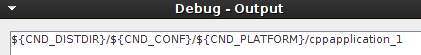 Debug - Output
${CND_DISTDIR}/${CND_CONF}/${CND_PLATFORM}/cppapplication_1